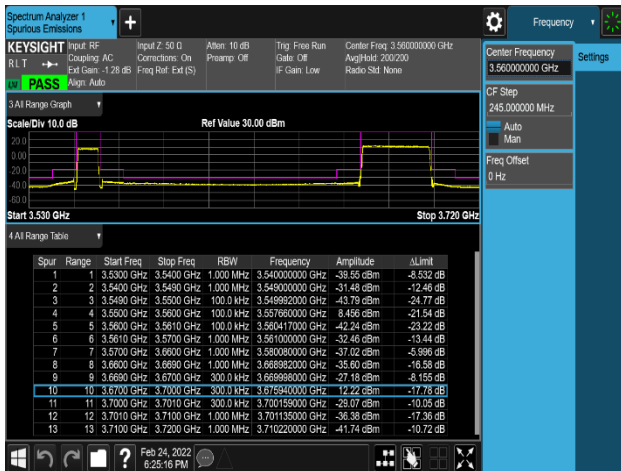 Spectrum Analyzer 1
Spurious Emissions
Frequency
KEYSIGHT Input: RF Input Z: 50 Ω Atten: 10 dB Trig: Free Run Center Freq: 3.560000000 GHz
RLT Coupling: AC Corrections: On Preamp: Off Gate: Off Avg|Hold: 200/200
Ext Gain: -1.28 dB Freq Ref: Ext (S) IF Gain: Low Radio Std: None
PASS Align: Auto
Center Frequency
3.560000000 GHz
Settings
CF Step
245.000000 MHz
Auto
Man
Freq Offset
0 Hz
3 All Range Graph
Scale/Div 10.0 dB Ref Value 30.00 dBm
20.0
0.00
-20.0
-40.0
-60.0
Start 3.530 GHz Stop 3.720 GHz
4 All Range Table
Spur Range Start Freq Stop Freq RBW Frequency Amplitude ΔLimit
1 1 3.5300 GHz 3.5400 GHz 1.000 MHz 3.540000000 GHz -39.55 dBm -8.532 dB
2 2 3.5400 GHz 3.5490 GHz 1.000 MHz 3.549000000 GHz -31.48 dBm -12.46 dB
3 3 3.5490 GHz 3.5500 GHz 100.0 kHz 3.549992000 GHz -43.79 dBm -24.77 dB
4 4 3.5500 GHz 3.5600 GHz 100.0 kHz 3.557660000 GHz 8.456 dBm -21.54 dB
5 5 3.5600 GHz 3.5610 GHz 100.0 kHz 3.560417000 GHz -42.24 dBm -23.22 dB
6 6 3.5610 GHz 3.5700 GHz 1.000 MHz 3.561000000 GHz -32.46 dBm -13.44 dB
7 7 3.5700 GHz 3.6600 GHz 1.000 MHz 3.580080000 GHz -37.02 dBm -5.996 dB
8 8 3.6600 GHz 3.6690 GHz 1.000 MHz 3.668982000 GHz -35.60 dBm -16.58 dB
9 9 3.6690 GHz 3.6700 GHz 300.0 kHz 3.669998000 GHz -27.18 dBm -8.155 dB
10 10 3.6700 GHz 3.7000 GHz 300.0 kHz 3.675940000 GHz 12.22 dBm -17.78 dB
11 11 3.7000 GHz 3.7010 GHz 300.0 kHz 3.700159000 GHz -29.07 dBm -10.05 dB
12 12 3.7010 GHz 3.7100 GHz 1.000 MHz 3.701135000 GHz -36.38 dBm -17.36 dB
13 13 3.7100 GHz 3.7200 GHz 1.000 MHz 3.710220000 GHz -41.74 dBm -10.72 dB
Feb 24, 2022
6:25:16 PM